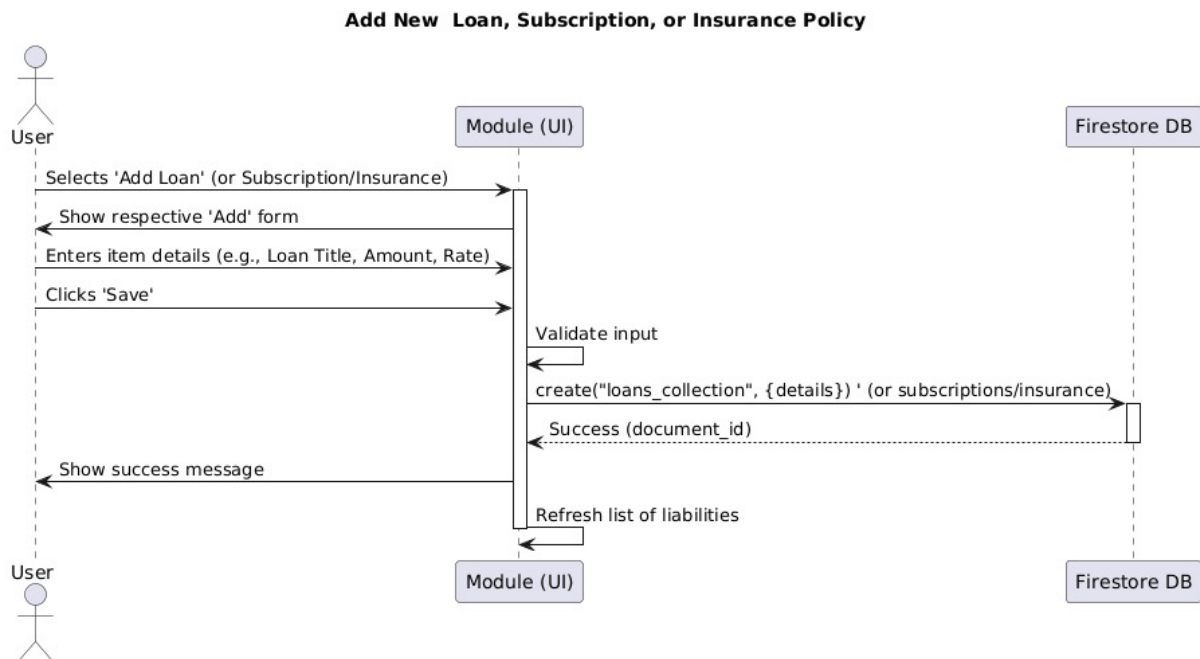 Add New  Loan, Subscription, or Insurance Policy
User
Module (UI)
Firestore DB
Selects 'Add Loan' (or Subscription/Insurance)
Show respective 'Add' form
Enters item details (e.g., Loan Title, Amount, Rate)
Clicks 'Save'
Validate input
create("loans_collection", {details}) ' (or subscriptions/insurance)
Success (document_id)
Show success message
Refresh list of liabilities
User
Module (UI)
Firestore DB